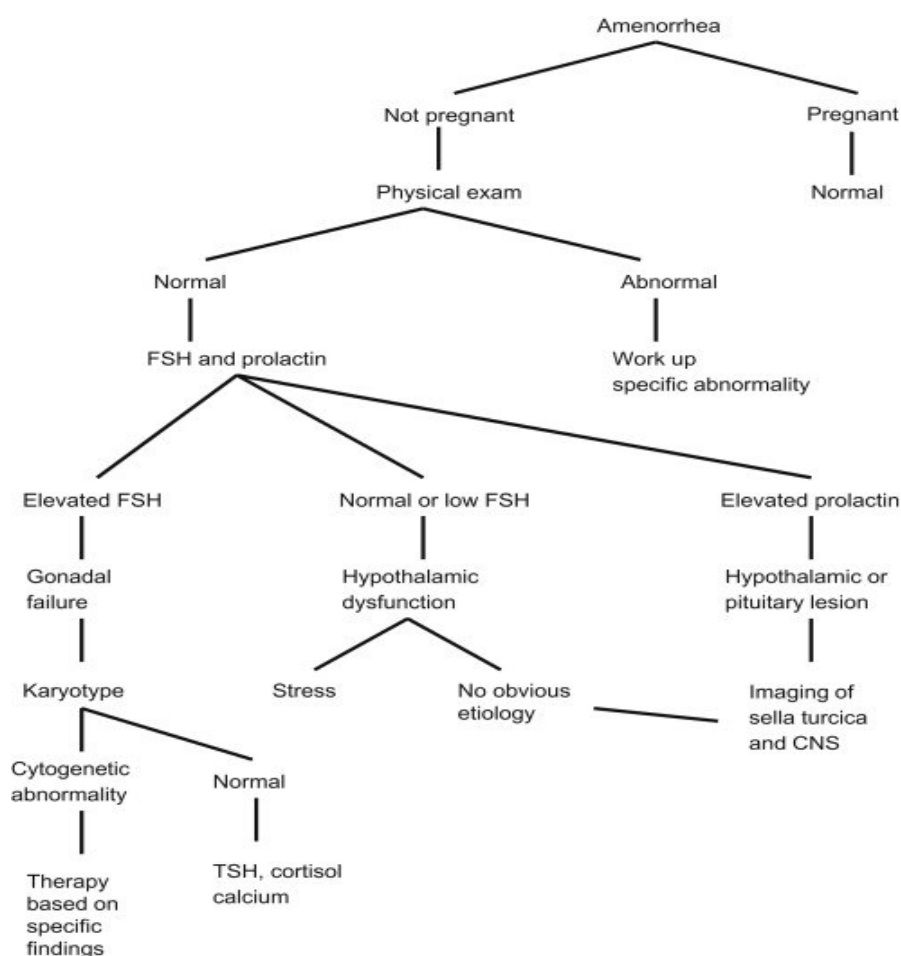 Amenorrhea
Not pregnant
Pregnant
Physical exam
Normal
Normal
Abnormal
FSH and prolactin
Work up
specific abnormality
Elevated FSH
Normal or low FSH
Elevated prolactin
Gonadal
failure
Hypothalamic
dysfunction
Hypothalamic or
pituitary lesion
Karyotype
Stress
No obvious
etiology
Imaging of
sella turcica
and CNS
Cytogenetic
abnormality
Normal
Therapy
based on
specific
findings
TSH, cortisol
calcium